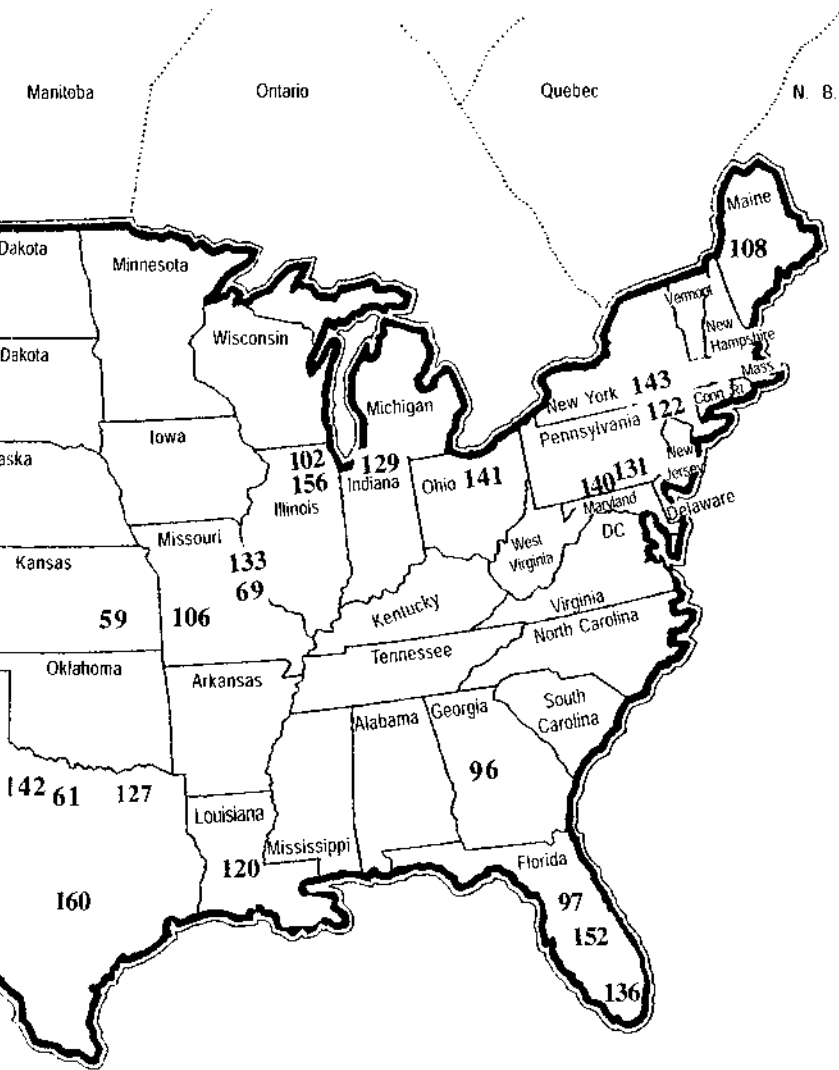 Manitoba
Ontario
Quebec
N. B.
Maine
108
Dakota
Minnesota
Vermont
New
Hampshire
Wisconsin
Dakota
Mass
Conn RI
New York 143
122
Michigan
Pennsylvania
Iowa
New
Jersey
aska
102
156
Illinois
129
Indiana
Ohio 141
140 131
Maryland
DC
Delaware
Missouri
133
69
106
West
Virginia
Kansas
59
Kentucky
Virginia
North Carolina
Tennessee
Oklahoma
Arkansas
South
Carolina
Alabama
Georgia
96
142 61 127
Louisiana
120
Mississippi
Florida
97
152
136
160